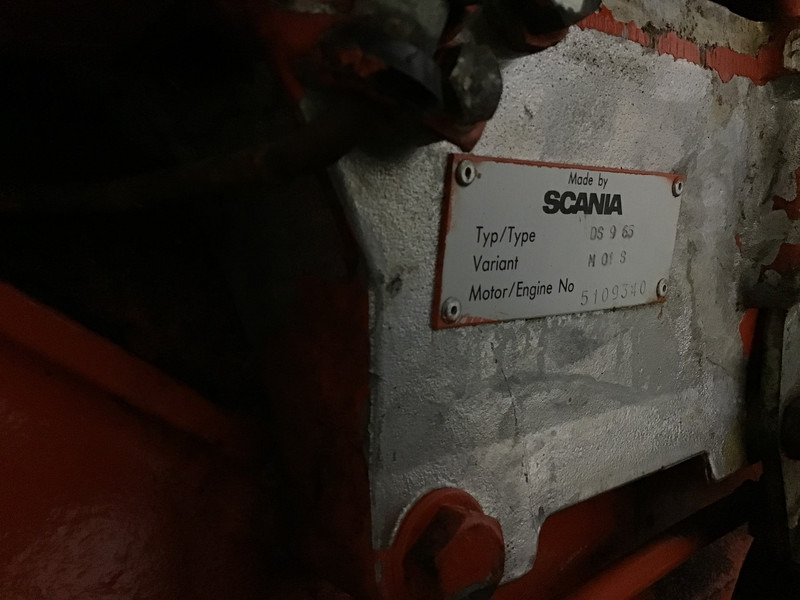 Made by
SCANIA
Typ/Type DS 9 65
Variant M 01 S
Motor/Engine No 5109340